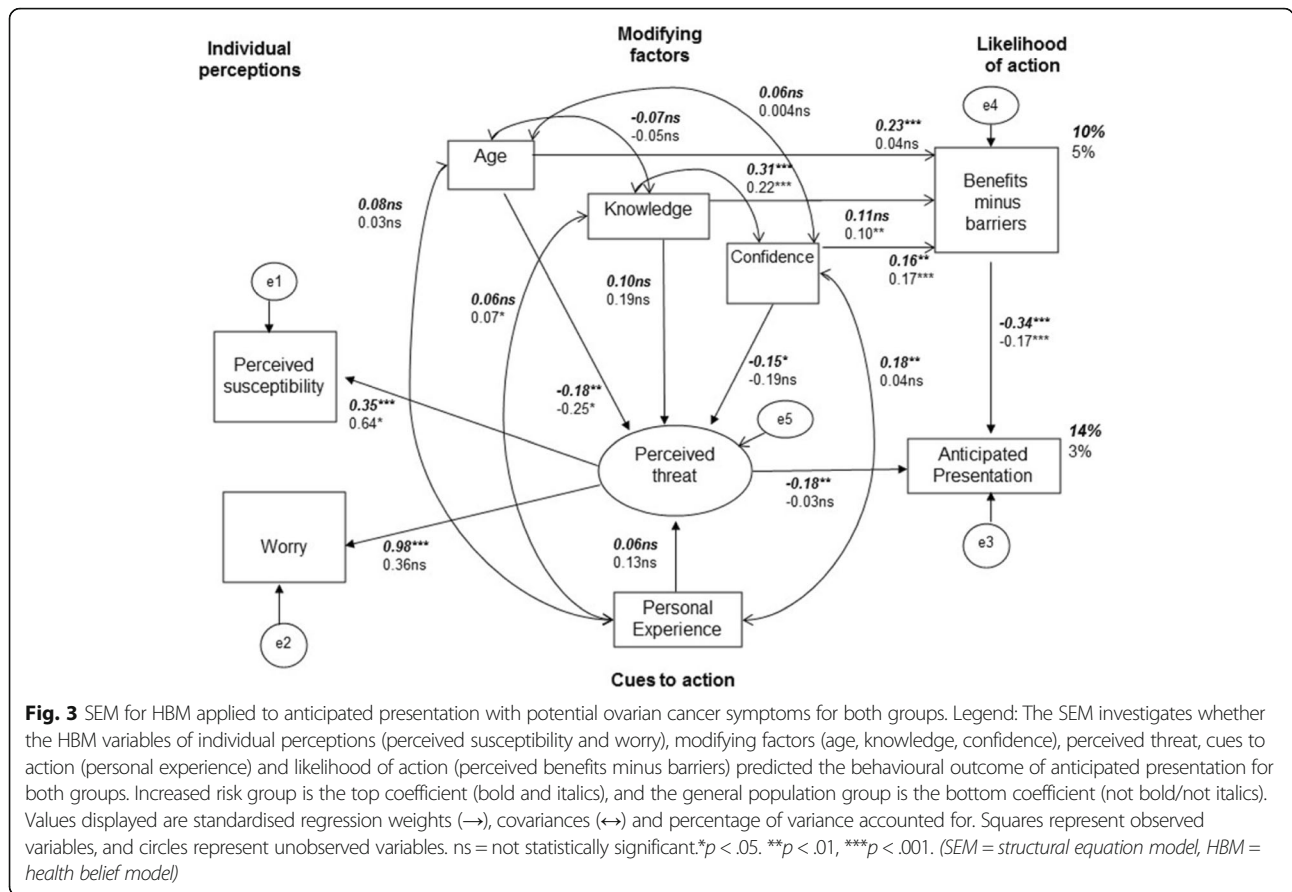 Individual
perceptions
Modifying
factors
Likelihood
of action
0.06ns
0.004ns
e4
-0.07ns
-0.05ns
0.23***
0.04ns
10%
5%
Age
Benefits
minus
barriers
0.31***
0.22***
0.08ns
0.03ns
Knowledge
0.11ns
0.10**
Confidence
0.16**
0.17***
e1
0.06ns
0.07*
0.10ns
0.19ns
-0.34***
-0.17***
Perceived
susceptibility
-0.15*
-0.19ns
0.18**
0.04ns
-0.18**
-0.25*
0.35***
0.64*
e5
14%
3%
Perceived
threat
Anticipated
Presentation
-0.18**
-0.03ns
Worry
0.98***
0.36ns
0.06ns
0.13ns
e3
Personal
Experience
e2
Cues to action
Fig. 3 SEM for HBM applied to anticipated presentation with potential ovarian cancer symptoms for both groups. Legend: The SEM investigates whether
the HBM variables of individual perceptions (perceived susceptibility and worry), modifying factors (age, knowledge, confidence), perceived threat, cues to
action (personal experience) and likelihood of action (perceived benefits minus barriers) predicted the behavioural outcome of anticipated presentation for
both groups. Increased risk group is the top coefficient (bold and italics), and the general population group is the bottom coefficient (not bold/not italics).
Values displayed are standardised regression weights (→), covariances (↔) and percentage of variance accounted for. Squares represent observed
variables, and circles represent unobserved variables. ns = not statistically significant.*p < .05. **p < .01, ***p < .001. (SEM = structural equation model, HBM =
health belief model)